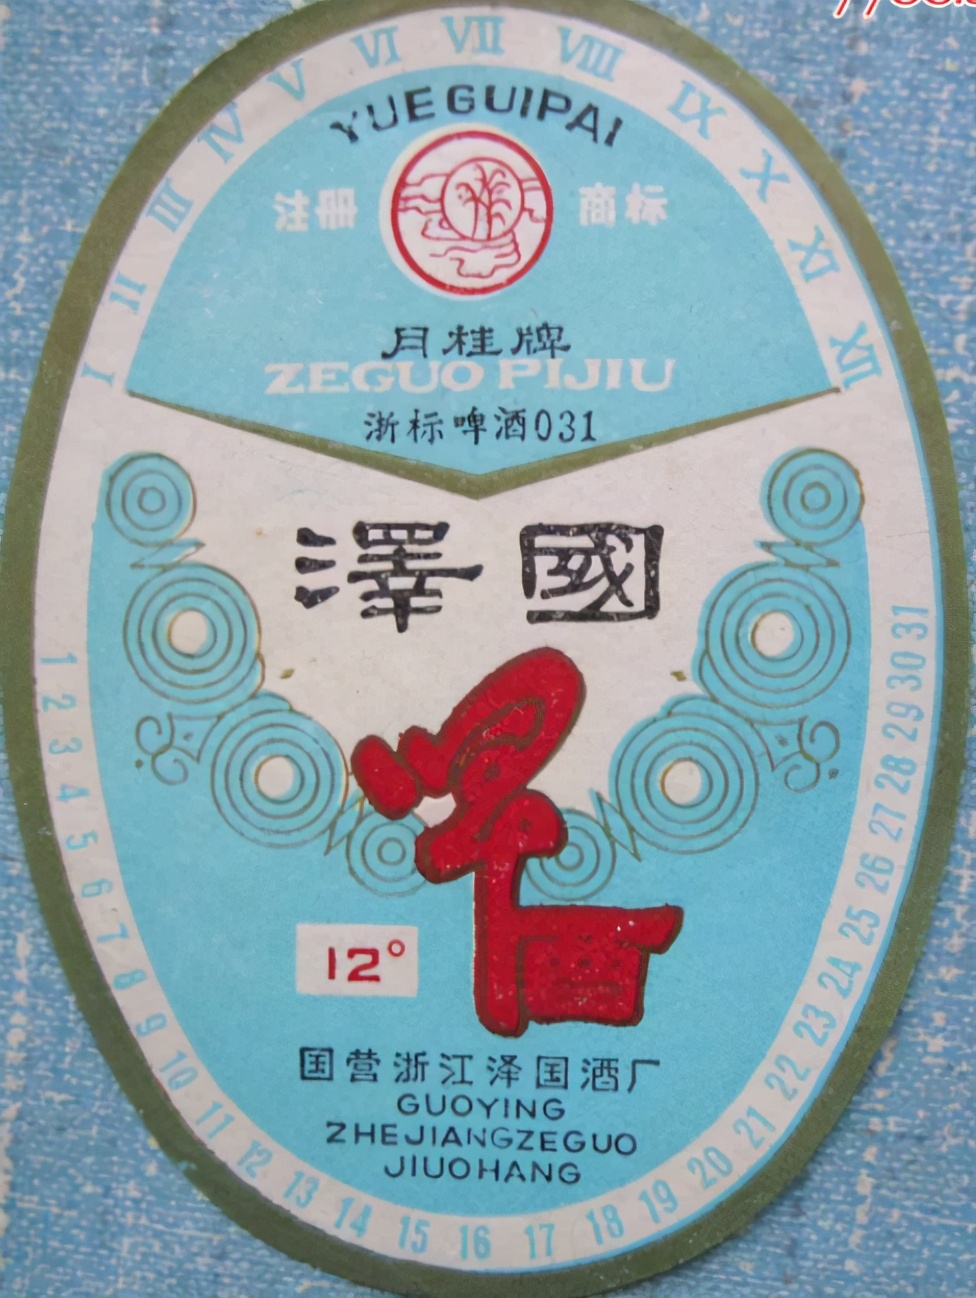 I II III IV V VI VII VIII IX X XI XII
YUEGUIPAI
注册 商标
月桂牌
ZEGUO PIJIU
浙标啤酒031
澤國
啤酒
12°
国营浙江泽国酒厂
GUOYING
ZHEJIANGZEGUO
JIUOHANG
1 2 3 4 5 6 7 8 9 10 11 12 13 14 15 16 17 18 19 20 21 22 23 24 25 26 27 28 29 30 31